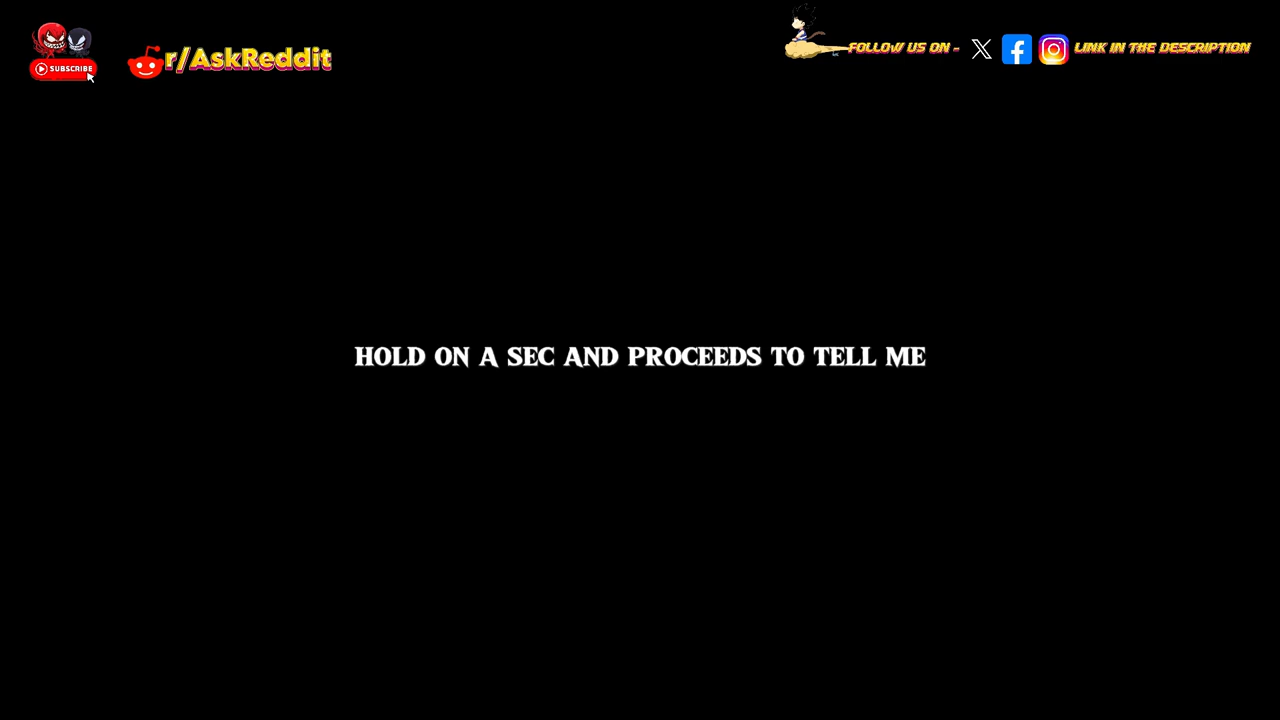 SUBSCRIBE
r/AskReddit
FOLLOW US ON -
LINK IN THE DESCRIPTION
HOLD ON A SEC AND PROCEEDS TO TELL ME